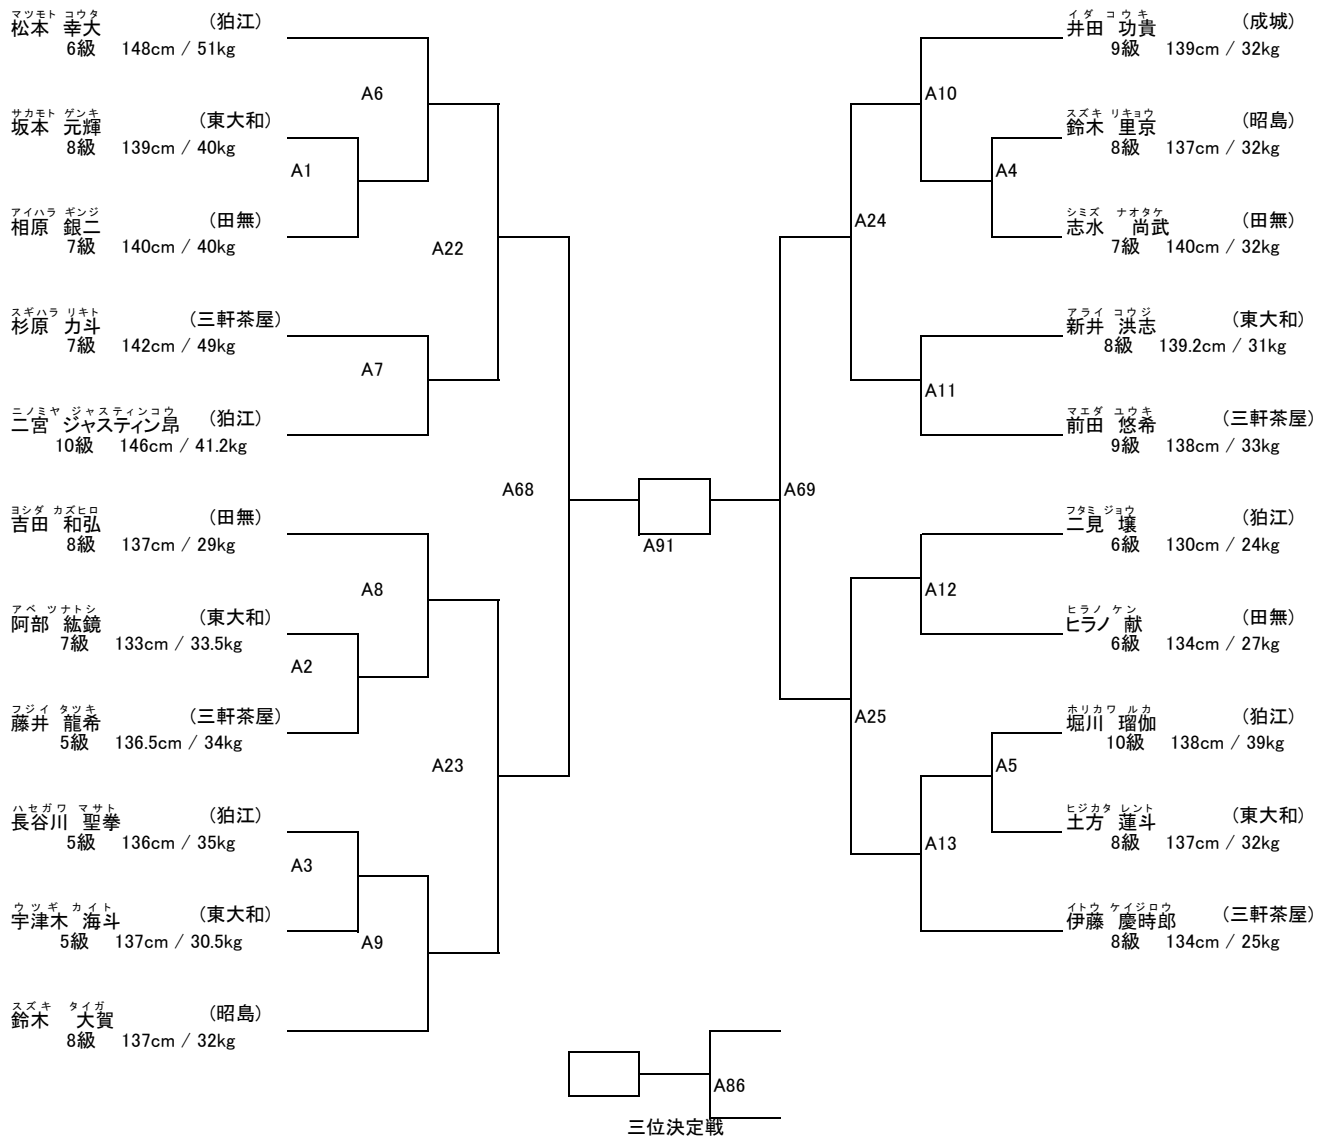 マツモト コウタ
松本 幸大 (狛江)
6級 148cm / 51kg
A6
サカモト ゲンキ
坂本 元輝 (東大和)
8級 139cm / 40kg
A1
アイハラ ギンジ
相原 銀二 (田無)
7級 140cm / 40kg
A22
スギハラ リキト
杉原 力斗 (三軒茶屋)
7級 142cm / 49kg
A7
ニノミヤ ジャスティンコウ
二宮 ジャスティン昂 (狛江)
10級 146cm / 41.2kg
A68
ヨシダ カズヒロ
吉田 和弘 (田無)
8級 137cm / 29kg
A8
アベ ツナトシ
阿部 紘鏡 (東大和)
7級 133cm / 33.5kg
A2
フジイ タツキ
藤井 龍希 (三軒茶屋)
5級 136.5cm / 34kg
A23
ハセガワ マサト
長谷川 聖拳 (狛江)
5級 136cm / 35kg
A3
ウツギ カイト
宇津木 海斗 (東大和)
5級 137cm / 30.5kg
A9
スズキ タイガ
鈴木 大賀 (昭島)
8級 137cm / 32kg
A91
イダ コウキ
井田 功貴 (成城)
9級 139cm / 32kg
A10
スズキ リキョウ
鈴木 里京 (昭島)
8級 137cm / 32kg
A4
シミズ ナオタケ
志水 尚武 (田無)
7級 140cm / 32kg
A24
アライ コウジ
新井 洪志 (東大和)
8級 139.2cm / 31kg
A11
マエダ ユウキ
前田 悠希 (三軒茶屋)
9級 138cm / 33kg
A69
フタミ ジョウ
二見 壌 (狛江)
6級 130cm / 24kg
A12
ヒラノ ケン
ヒラノ 献 (田無)
6級 134cm / 27kg
A25
ホリカワ ルカ
堀川 瑠伽 (狛江)
10級 138cm / 39kg
A5
ヒジカタ レント
土方 蓮斗 (東大和)
8級 137cm / 32kg
A13
イトウ ケイジロウ
伊藤 慶時郎 (三軒茶屋)
8級 134cm / 25kg
A86
三位決定戦